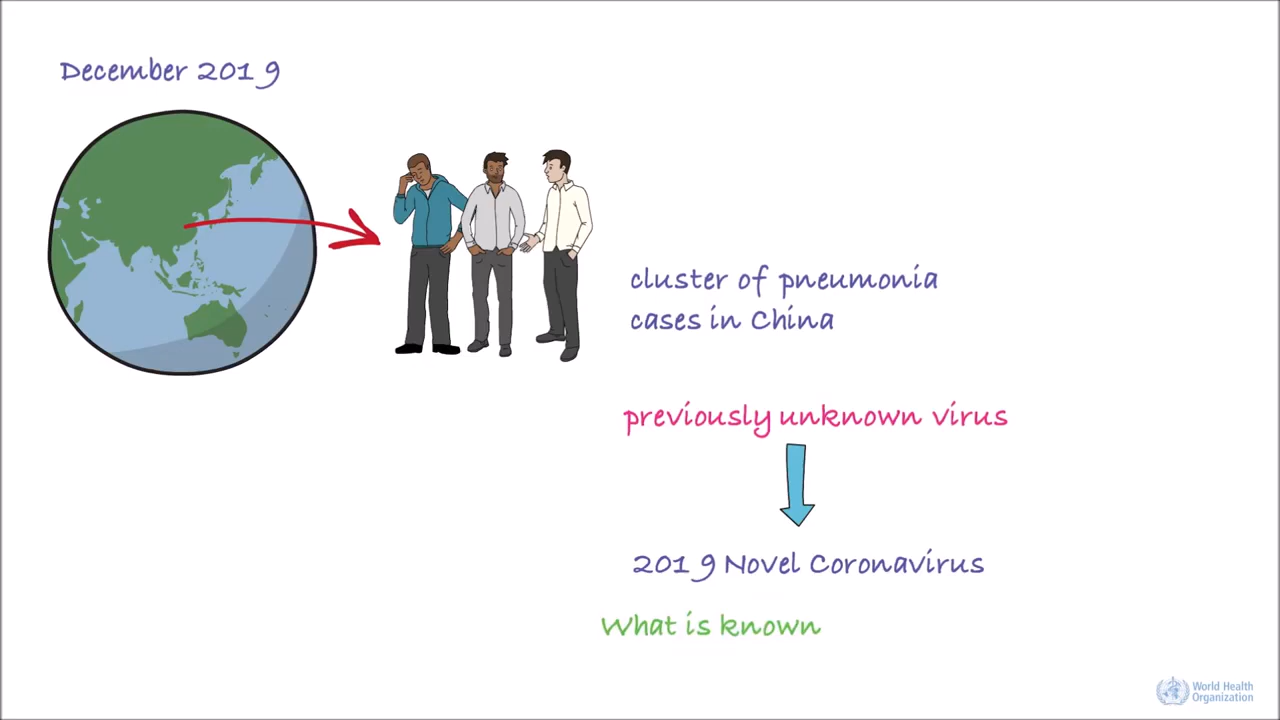 December 2019
cluster of pneumonia
cases in China
previously unknown virus
2019 Novel Coronavirus
What is known
World Health
Organization